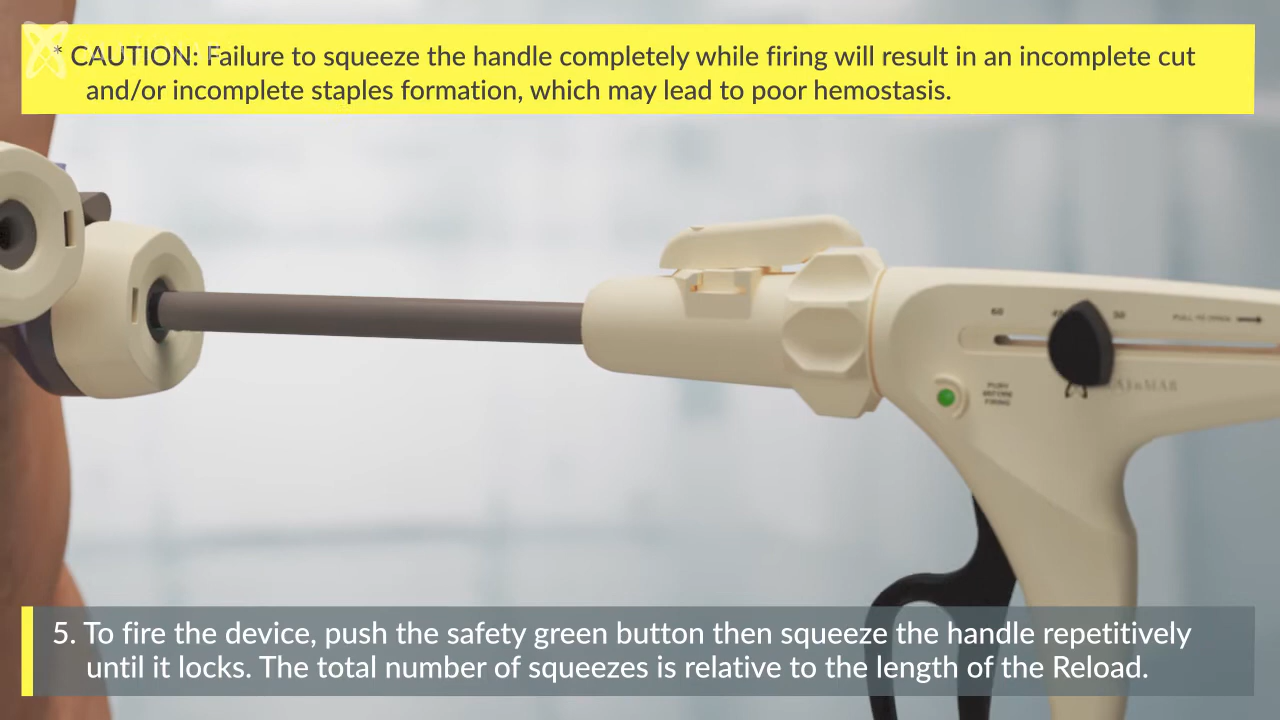 * CAUTION: Failure to squeeze the handle completely while firing will result in an incomplete cut
and/or incomplete staples formation, which may lead to poor hemostasis.
60
30
PULL TO OPEN
PUSH
BEFORE
FIRING
5. To fire the device, push the safety green button then squeeze the handle repetitively
until it locks. The total number of squeezes is relative to the length of the Reload.